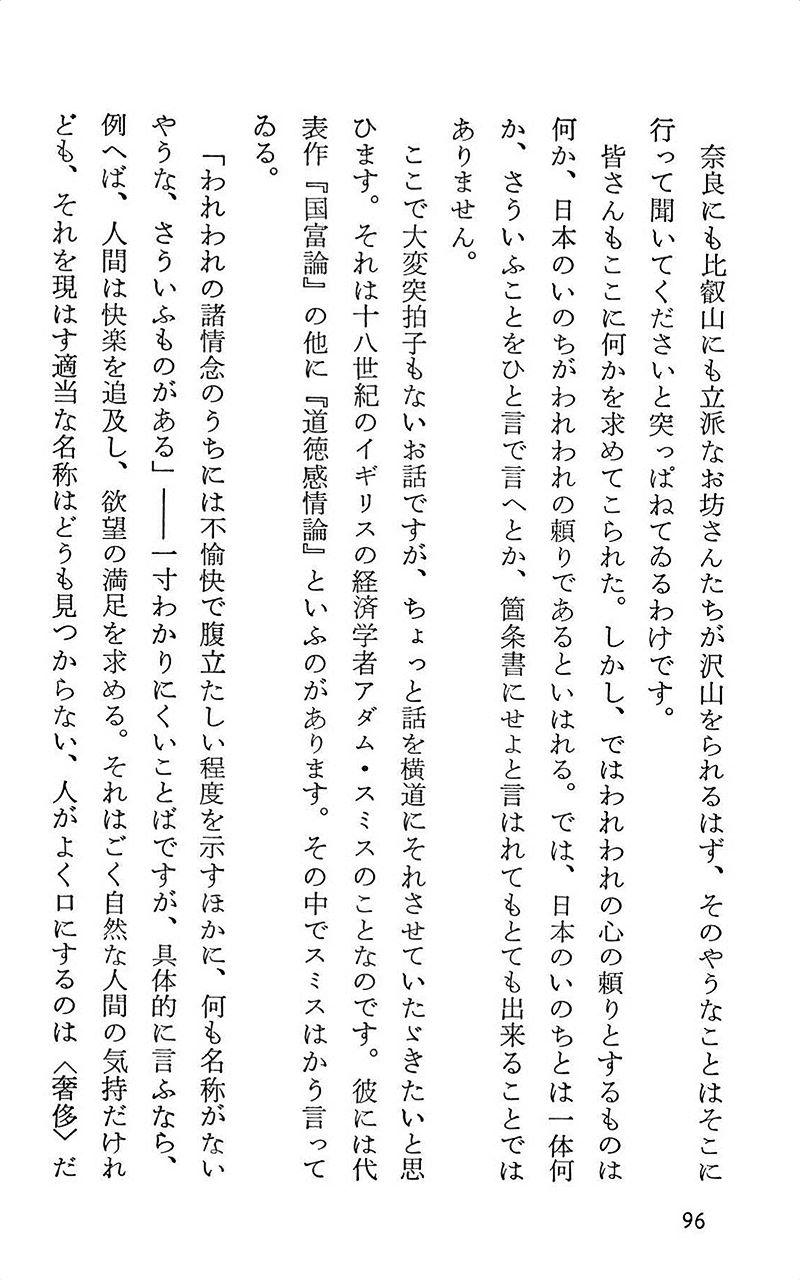 奈良にも比叡山にも立派なお坊さんたちが沢山をられるはず、そのやうなことはそこに
行って聞いてくださいと突っぱねてゐるわけです。
皆さんもここに何かを求めてこられた。しかし、ではわれわれの心の頼りとするものは
何か、日本のいのちがわれわれの頼りであるといはれる。では、日本のいのちとは一体何
か、さういふことをひと言で言へとか、箇条書にせよと言はれてもとても出来ることでは
ありません。
ここで大変突拍子もないお話ですが、ちょっと話を横道にそれさせていたゞきたいと思
ひます。それは十八世紀のイギリスの経済学者アダム・スミスのことなのです。彼には代
表作『国富論』の他に『道徳感情論』といふのがあります。その中でスミスはかう言って
ゐる。
「われわれの諸情念のうちには不愉快で腹立たしい程度を示すほかに、何も名称がない
やうな、さういふものがある」――一寸わかりにくいことばですが、具体的に言ふなら、
例へば、人間は快楽を追及し、欲望の満足を求める。それはごく自然な人間の気持だけれ
ども、それを現はす適当な名称はどうも見つからない、人がよく口にするのは〈奢侈〉だ
96